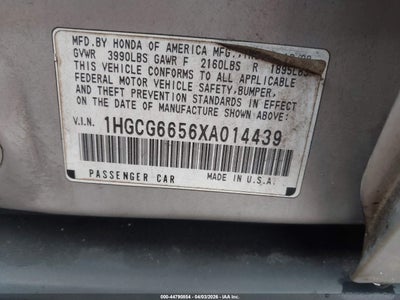 MFD. BY HONDA OF AMERICA MFG.,
GVWR 3990LBS GAWR F 2160LBS R 1895LBS
THIS VEHICLE CONFORMS TO ALL APPLICABLE
FEDERAL MOTOR VEHICLE SAFETY,BUMPER,
AND THEFT PREVENTION STANDARDS IN EFFECT
ON THE DATE OF MANUFACTURE SHOWN ABOVE.
V.I.N. 1HGCG6656XA014439
PASSENGER CAR MADE IN U.S.A.
000-44790554 - 04/03/2026 - IAA